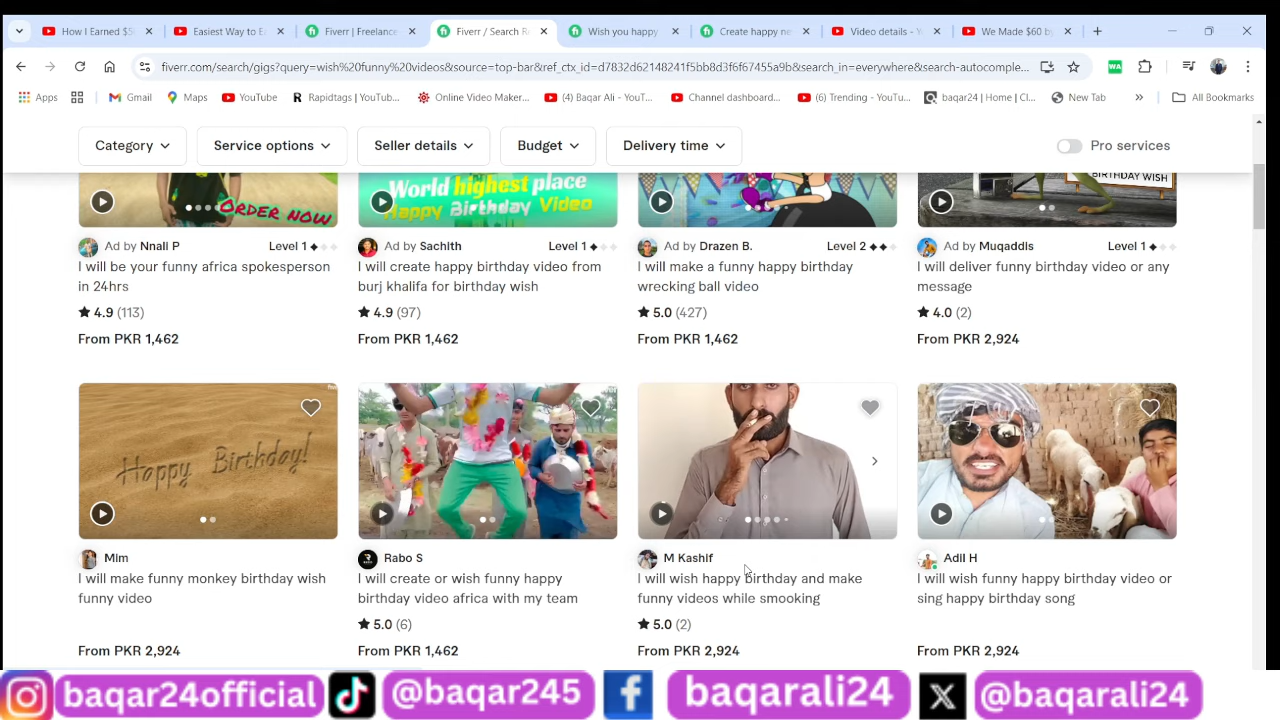 How I Earned $5
Easiest Way to E
Fiverr | Freelance
Fiverr / Search R
Wish you happy
Create happy ne
Video details - Y
We Made $60 by
fiverr.com/search/gigs?query=wish%20funny%20videos&source=top-bar&ref_ctx_id=d7832d62148241f5bb8d3f6f67455a9b&search_in=everywhere&search-autocomple...
Apps
Gmail
Maps
YouTube
Rapidtags | YouTub...
Online Video Maker...
(4) Baqar Ali - YouT...
Channel dashboard...
(6) Trending - YouTu...
baqar24 | Home | Cl...
New Tab
All Bookmarks
Category
Service options
Seller details
Budget
Delivery time
Pro services
ORDER NOW
World highest place
Happy Birthday Video
BIRTHDAY WISH
Ad by Nnali P
Level 1
Ad by Sachith
Level 1
Ad by Drazen B.
Level 2
Ad by Muqaddis
Level 1
I will be your funny africa spokesperson
in 24hrs
I will create happy birthday video from
burj khalifa for birthday wish
I will make a funny happy birthday
wrecking ball video
I will deliver funny birthday video or any
message
4.9 (113)
4.9 (97)
5.0 (427)
4.0 (2)
From PKR 1,462
From PKR 1,462
From PKR 1,462
From PKR 2,924
Happy Birthday!
Mim
Rabo S
M Kashif
Adil H
I will make funny monkey birthday wish
funny video
I will create or wish funny happy
birthday video africa with my team
I will wish happy birthday and make
funny videos while smooking
I will wish funny happy birthday video or
sing happy birthday song
5.0 (6)
5.0 (2)
From PKR 2,924
From PKR 1,462
From PKR 2,924
From PKR 2,924
baqar24official
@baqar245
baqarali24
@baqarali24